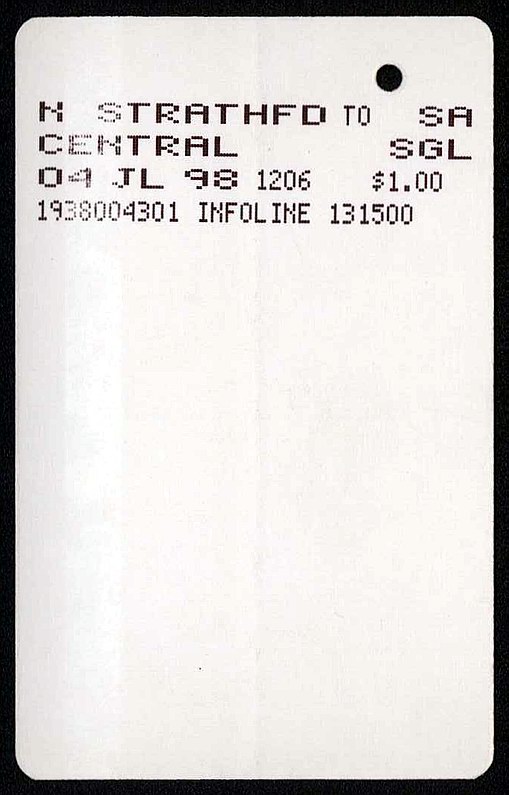 N STRATHFD TO SA
CENTRAL SGL
04 JL 98 1206 $1.00
1938004301 INFOLINE 131500